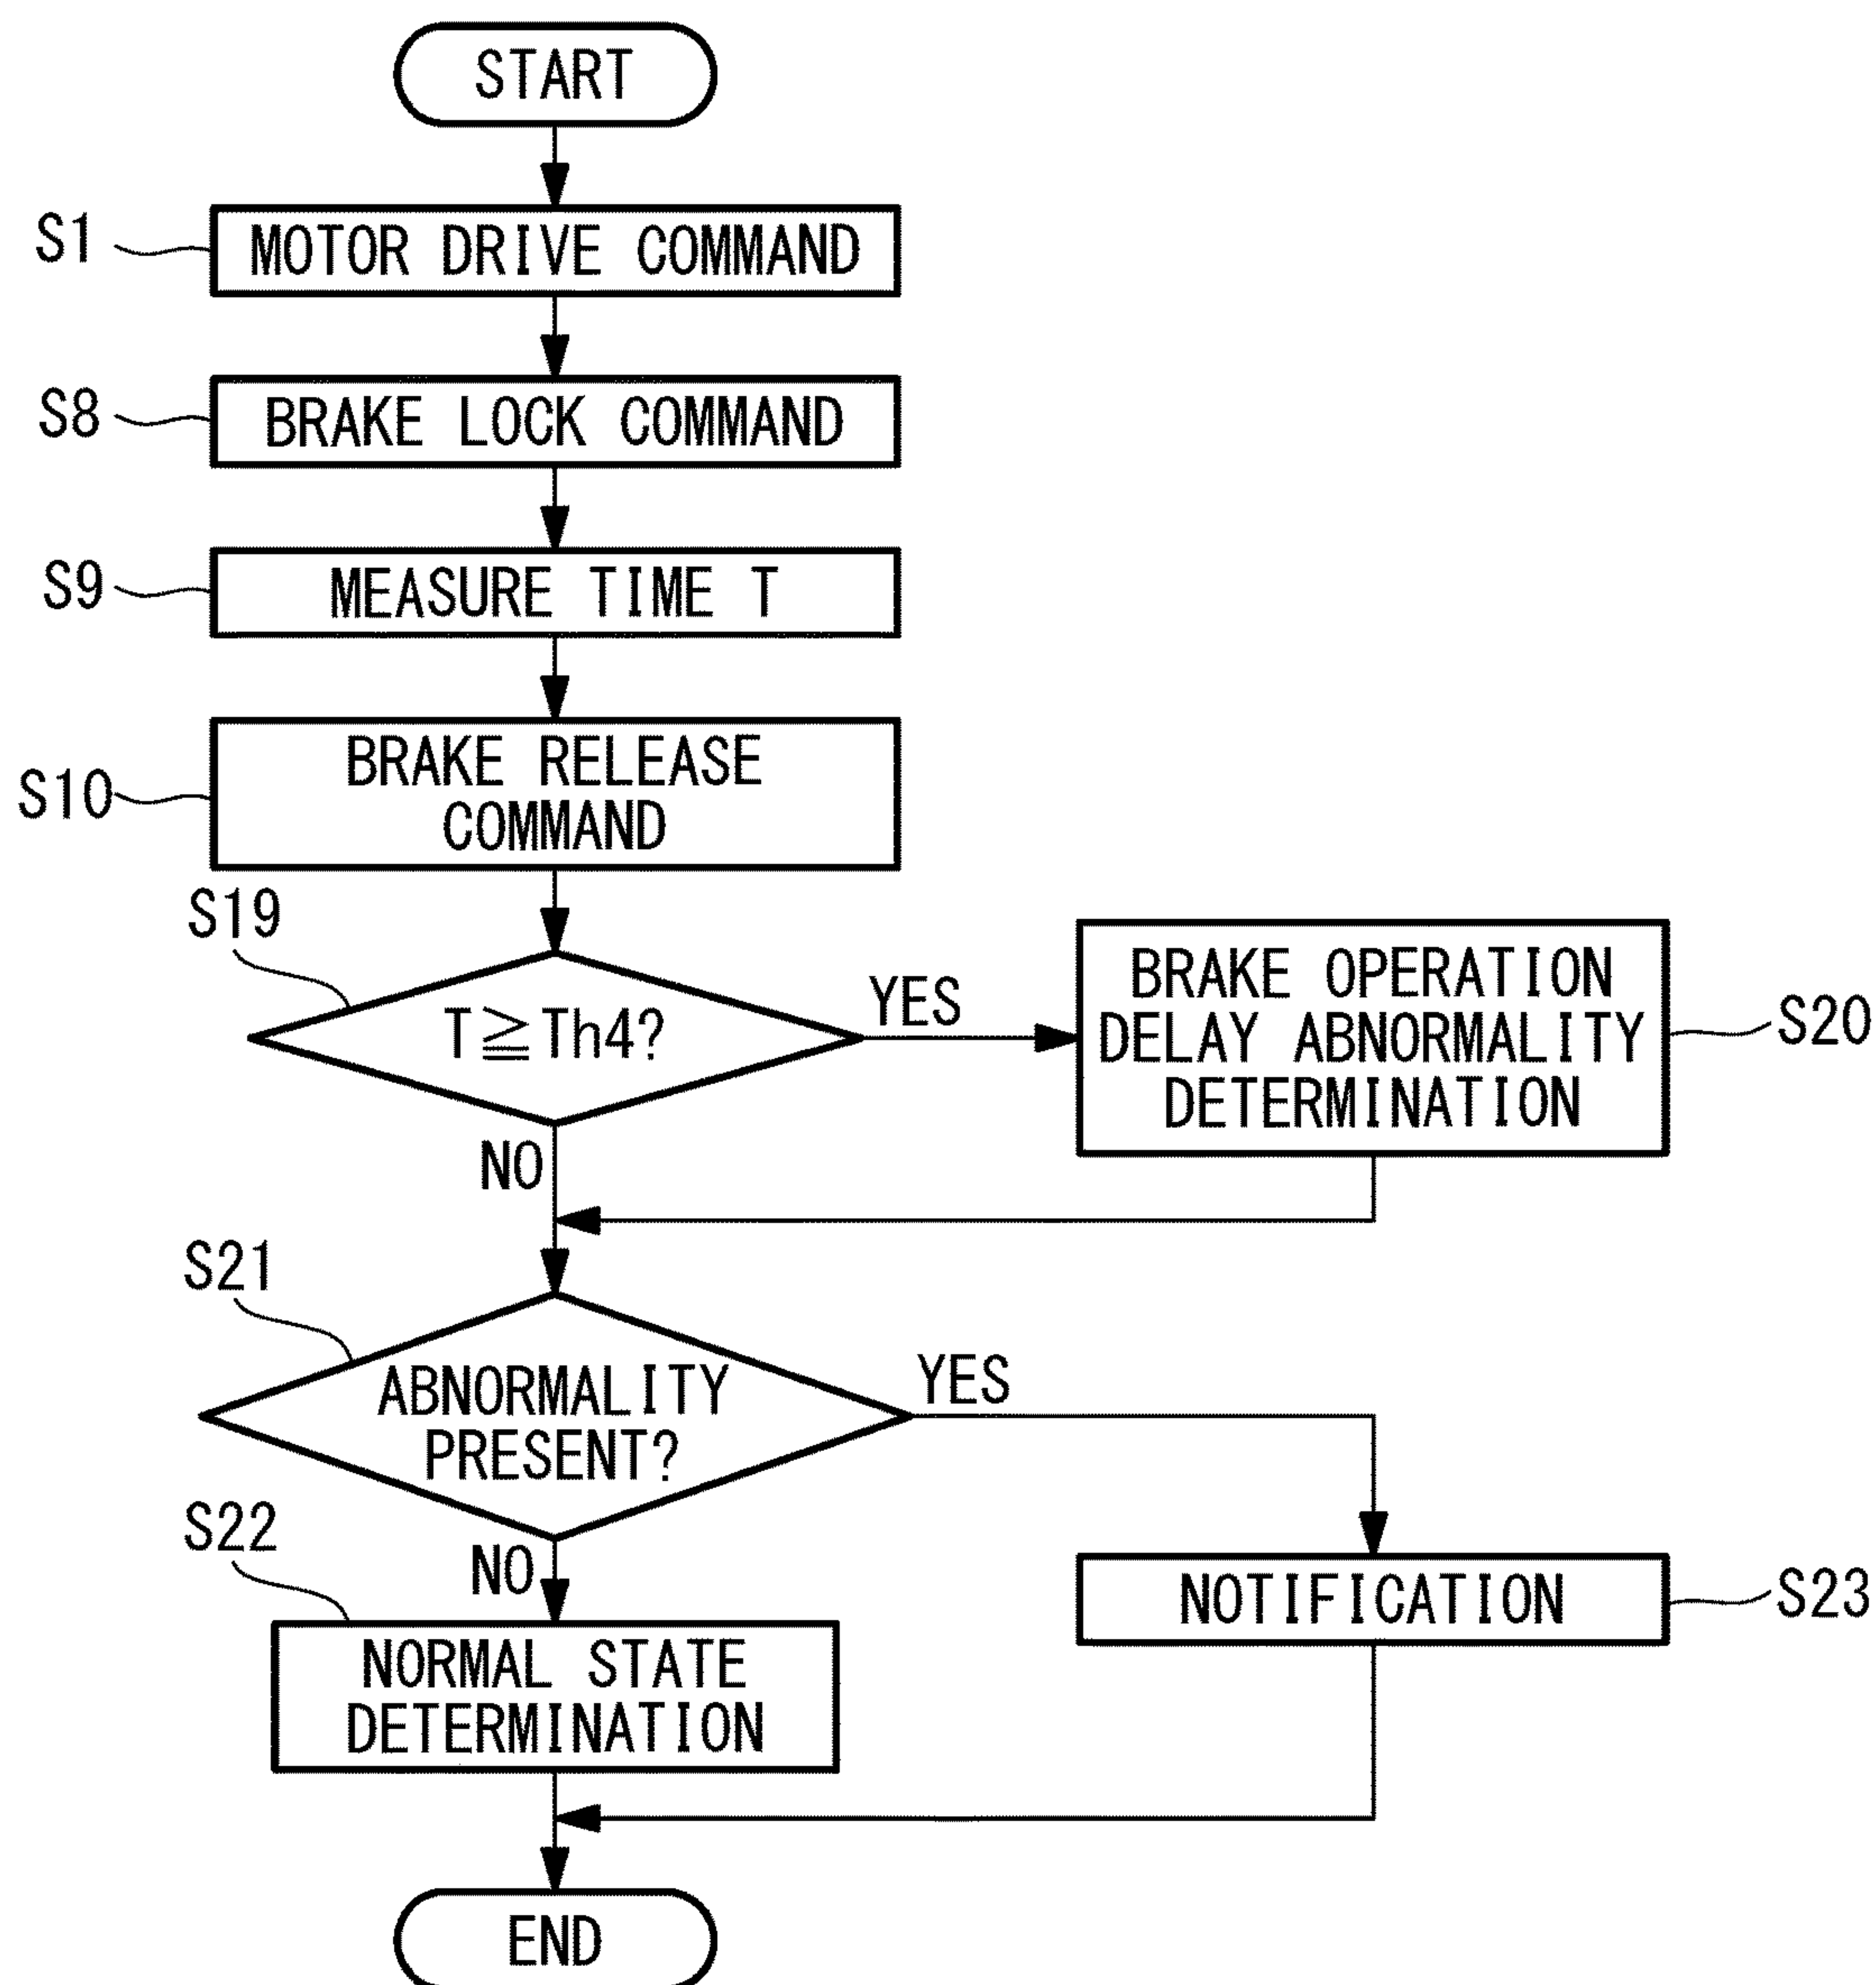 START
S1
MOTOR DRIVE COMMAND
S8
BRAKE LOCK COMMAND
S9
MEASURE TIME T
S10
BRAKE RELEASE
COMMAND
S19
T≧Th4?
YES
NO
BRAKE OPERATION
DELAY ABNORMALITY
DETERMINATION
S20
S21
ABNORMALITY
PRESENT?
YES
NO
S22
NORMAL STATE
DETERMINATION
NOTIFICATION
S23
END